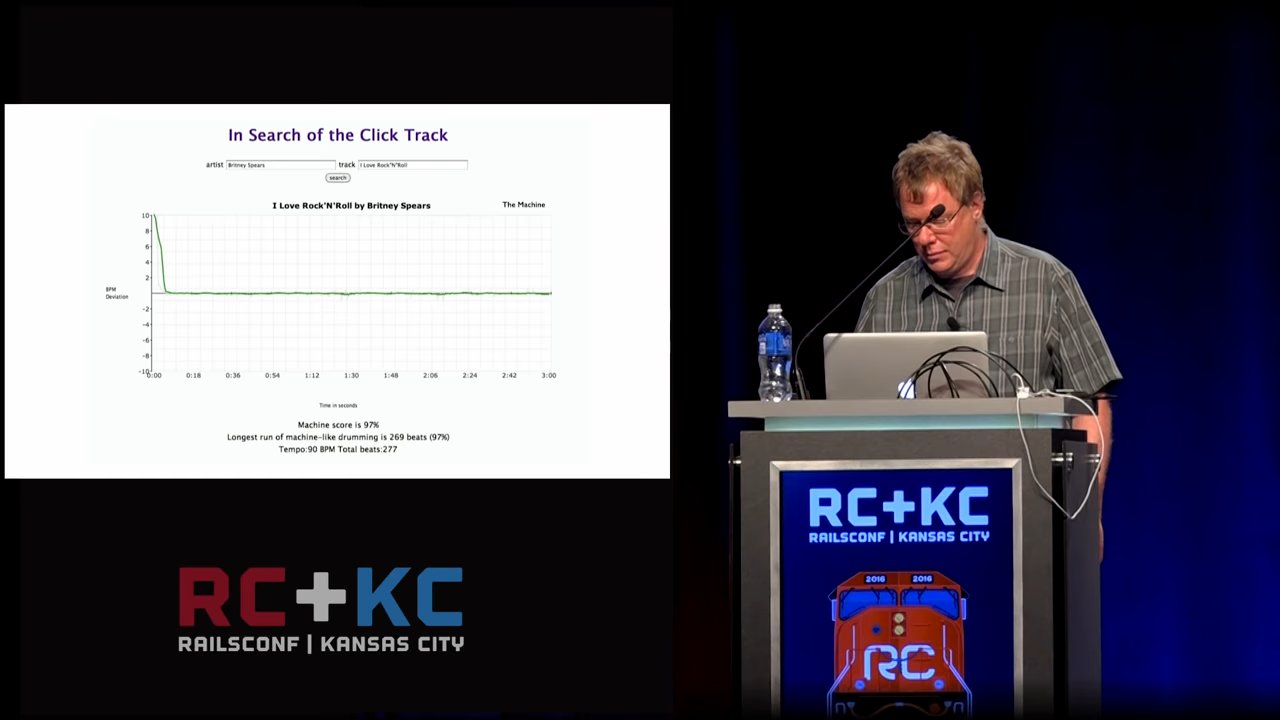 In Search of the Click Track
artist Britney Spears track I Love Rock"N"Roll
search
I Love Rock'N'Roll by Britney Spears The Machine
10
8
6
4
2
BPM
Deviation
-2
-4
-6
-8
-10
0:00 0:18 0:36 0:54 1:12 1:30 1:48 2:06 2:24 2:42 3:00
Time in seconds
Machine score is 97%
Longest run of machine-like drumming is 269 beats (97%)
Tempo:90 BPM Total beats:277
RC+KC
RAILSCONF | KANSAS CITY
RC+KC
RAILSCONF | KANSAS CITY
2016 2016
RC